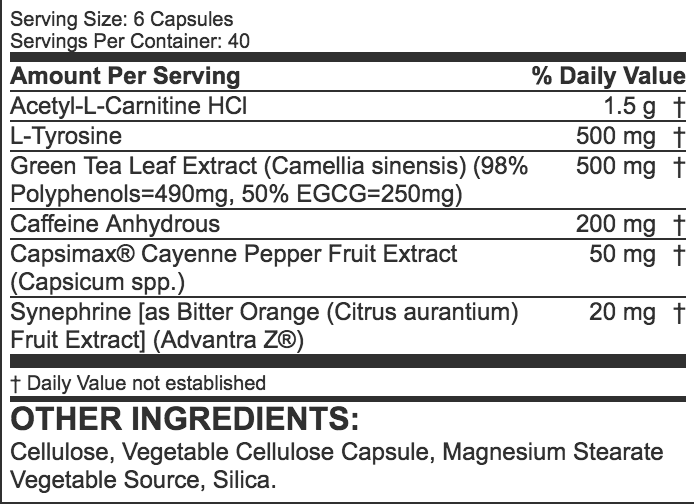 Serving Size: 6 Capsules
Servings Per Container: 40
Amount Per Serving % Daily Value
Acetyl-L-Carnitine HCl 1.5 g †
L-Tyrosine 500 mg †
Green Tea Leaf Extract (Camellia sinensis) (98% 500 mg †
Polyphenols=490mg, 50% EGCG=250mg)
Caffeine Anhydrous 200 mg †
Capsimax® Cayenne Pepper Fruit Extract 50 mg †
(Capsicum spp.)
Synephrine [as Bitter Orange (Citrus aurantium) 20 mg †
Fruit Extract] (Advantra Z®)
† Daily Value not established
OTHER INGREDIENTS:
Cellulose, Vegetable Cellulose Capsule, Magnesium Stearate
Vegetable Source, Silica.